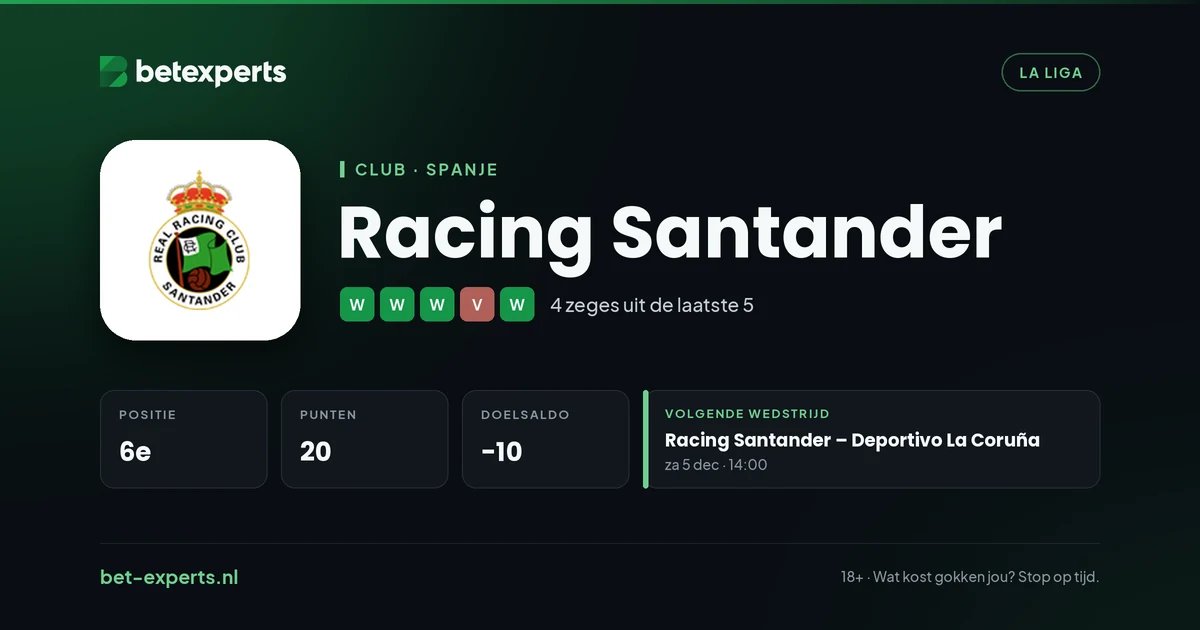 betexperts
LA LIGA
REAL RACING CLUB
SANTANDER
CLUB · SPANJE
Racing Santander
W W W V W 4 zeges uit de laatste 5
POSITIE
6e
PUNTEN
20
DOELSALDO
-10
VOLGENDE WEDSTRIJD
Racing Santander – Deportivo La Coruña
za 5 dec · 14:00
bet-experts.nl
18+ · Wat kost gokken jou? Stop op tijd.